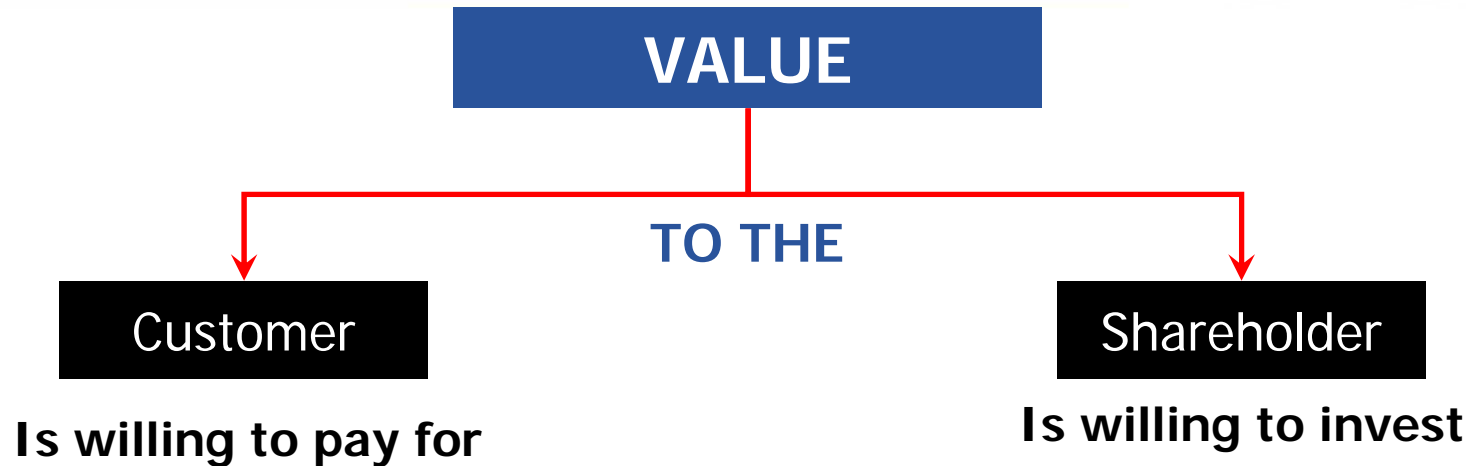 VALUE
TO THE
Customer
Shareholder
Is willing to pay for
Is willing to invest